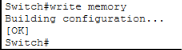 Switch#write memory
Building configuration...
[OK]
Switch#